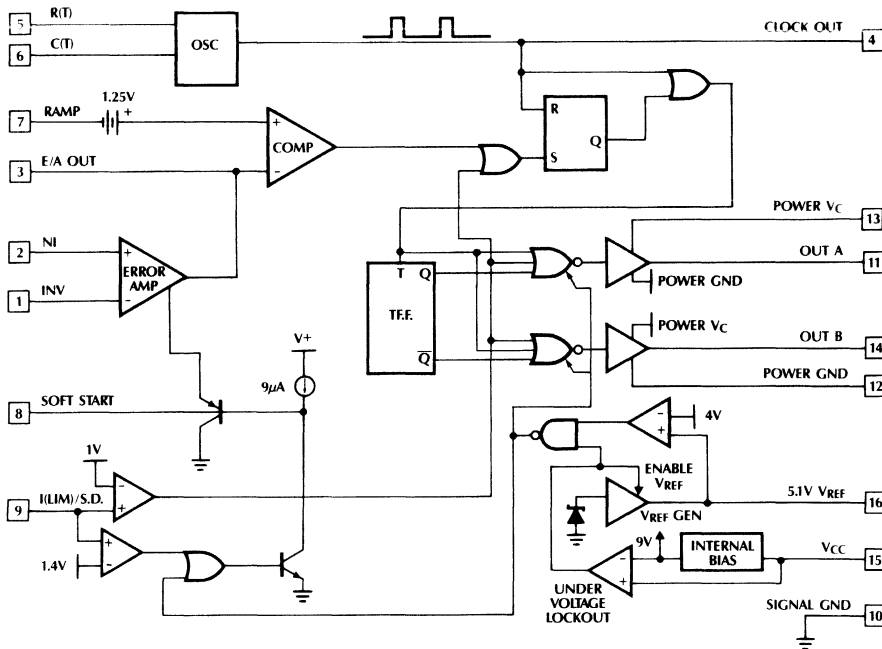 5 R(T)
6 C(T)
OSC
CLOCK OUT 4
7 RAMP
1.25V
+
+
COMP
−
3 E/A OUT
R
Q
S
2 NI
+
ERROR
AMP
−
1 INV
T Q
T.F.F.
Q̅
POWER VC 13
OUT A 11
POWER GND
POWER VC
OUT B 14
POWER GND 12
V+
9μA
8 SOFT START
4V
−
+
ENABLE
VREF
VREF GEN
5.1V VREF 16
1V
−
+
9 I(LIM)/S.D.
+
−
1.4V
9V
INTERNAL
BIAS
VCC 15
−
+
UNDER
VOLTAGE
LOCKOUT
SIGNAL GND 10